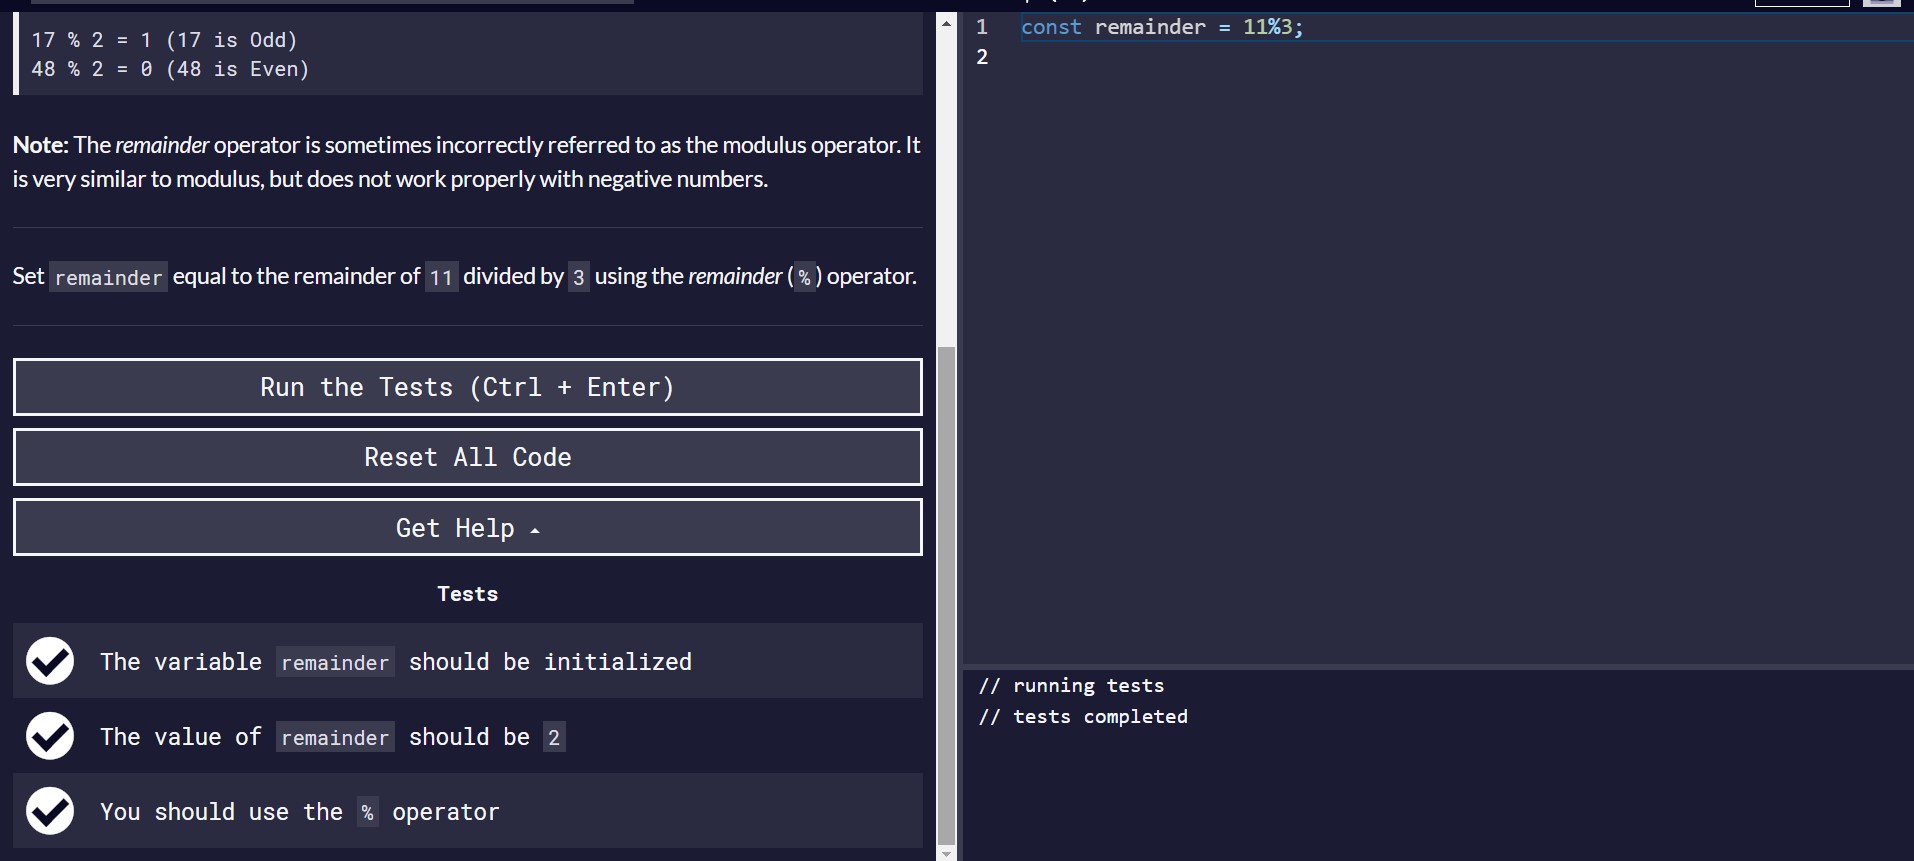 17 % 2 = 1 (17 is Odd)
48 % 2 = 0 (48 is Even)
Note: The remainder operator is sometimes incorrectly referred to as the modulus operator. It
is very similar to modulus, but does not work properly with negative numbers.
Set remainder equal to the remainder of 11 divided by 3 using the remainder (%) operator.
Run the Tests (Ctrl + Enter)
Reset All Code
Get Help
Tests
The variable remainder should be initialized
The value of remainder should be 2
You should use the % operator
1 const remainder = 11%3;
2
// running tests
// tests completed